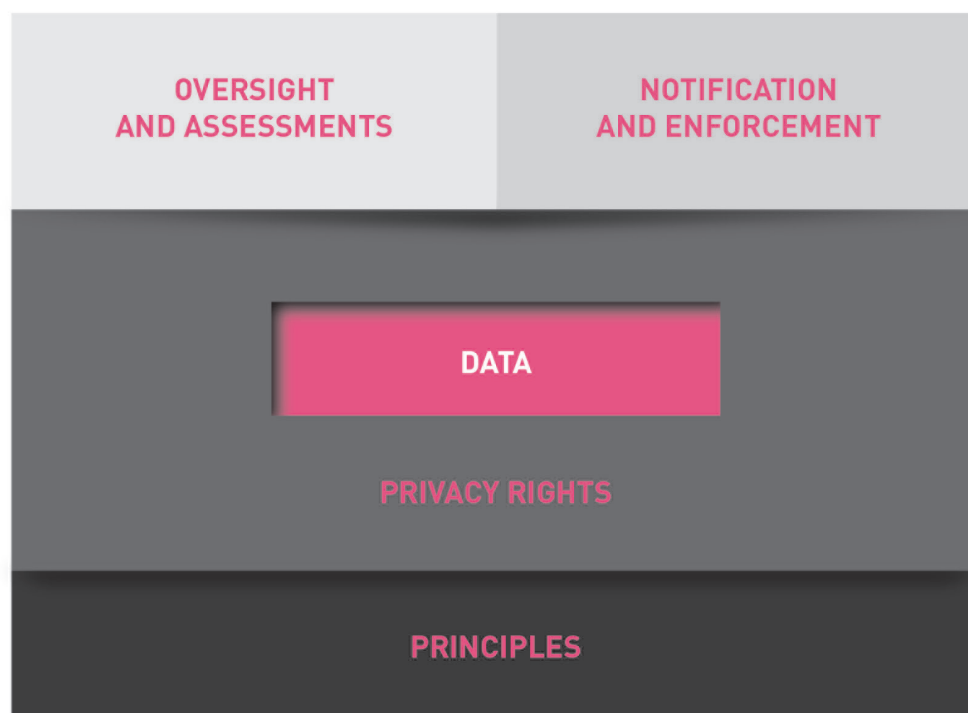 OVERSIGHT
AND ASSESSMENTS
NOTIFICATION
AND ENFORCEMENT
DATA
PRIVACY RIGHTS
PRINCIPLES